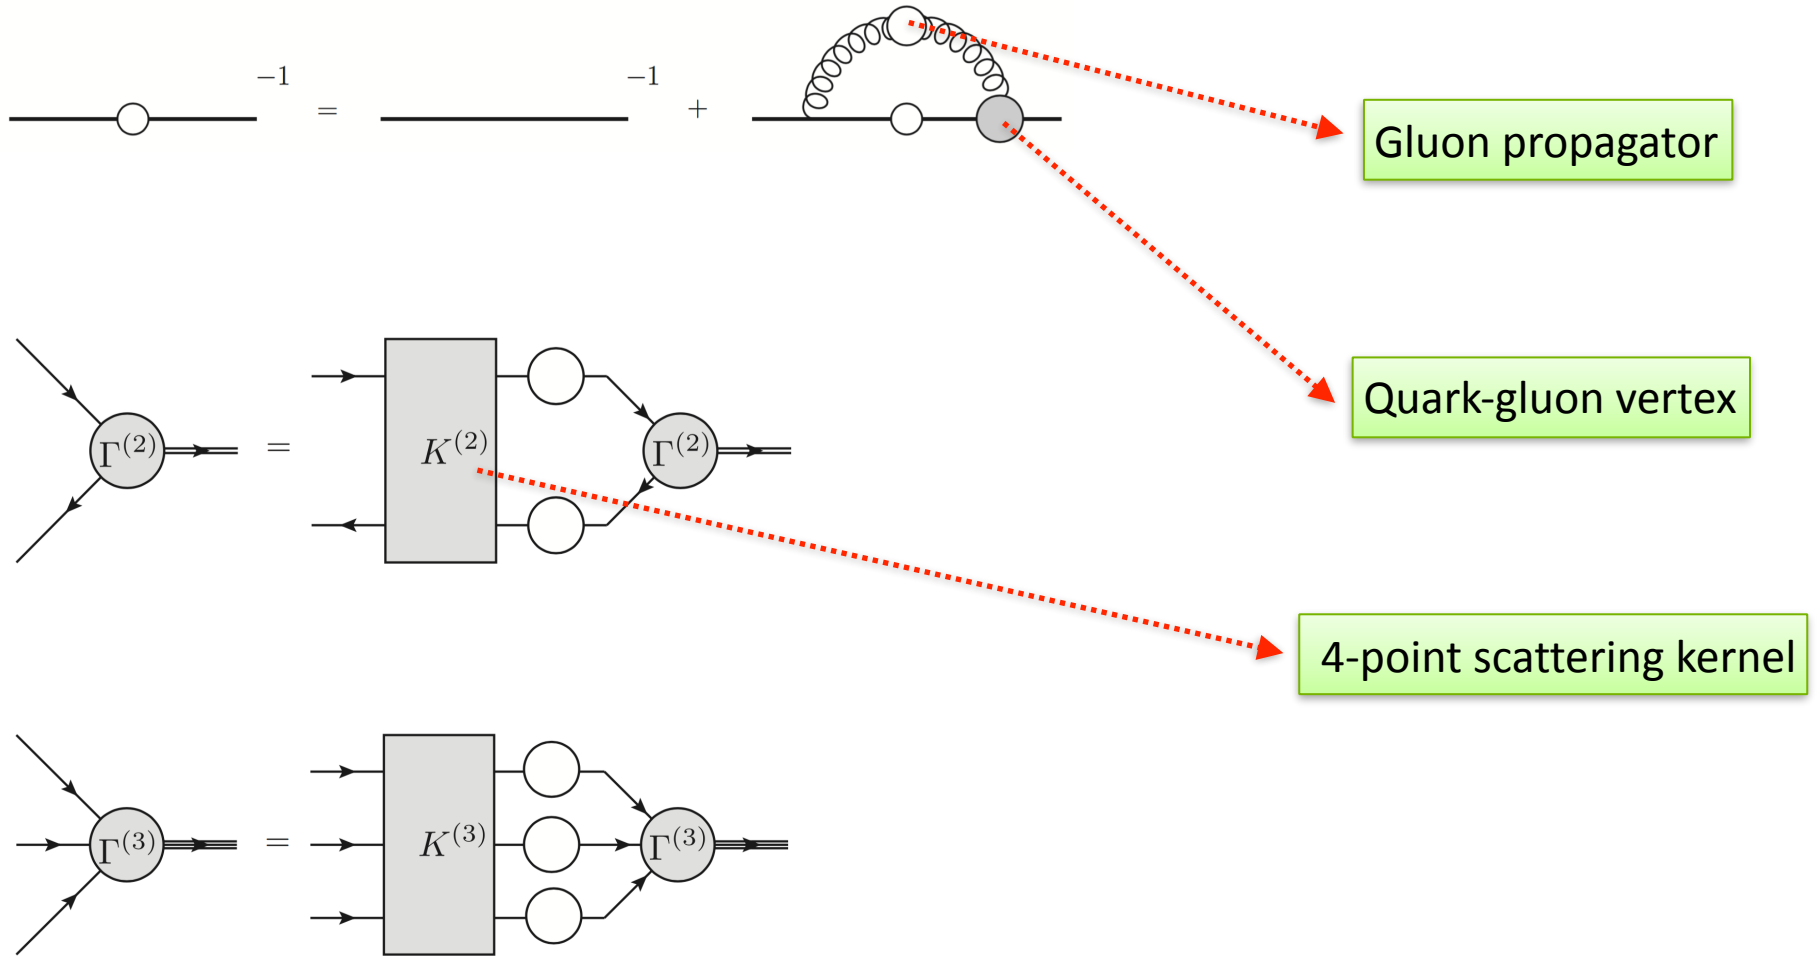 −1 = −1 +
Gluon propagator
Quark-gluon vertex
Γ(2) = K(2) Γ(2)
4-point scattering kernel
Γ(3) = K(3) Γ(3)